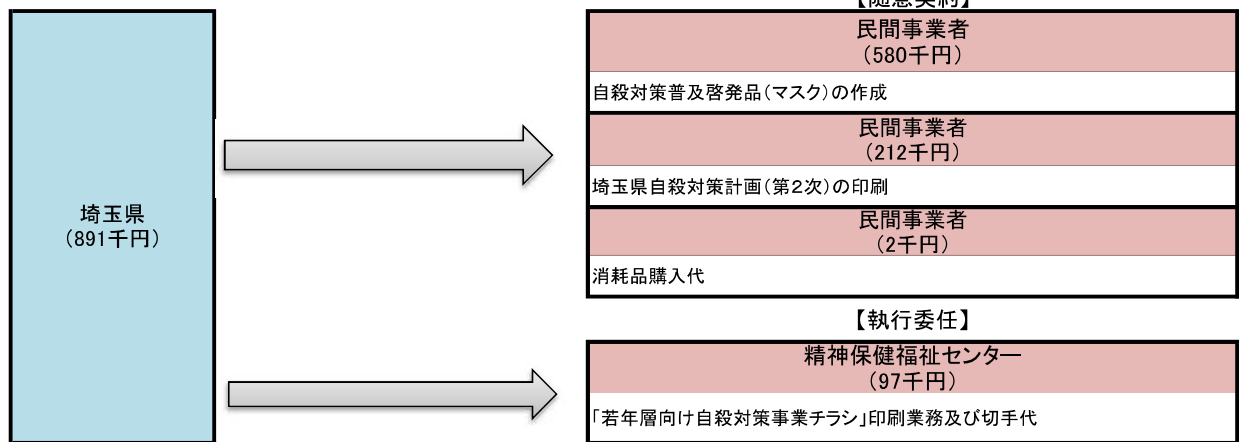 【随意契約】
民間事業者
(580千円)
自殺対策普及啓発品(マスク)の作成
民間事業者
(212千円)
埼玉県自殺対策計画(第2次)の印刷
民間事業者
(2千円)
消耗品購入代
埼玉県
(891千円)
【執行委任】
精神保健福祉センター
(97千円)
「若年層向け自殺対策事業チラシ」印刷業務及び切手代